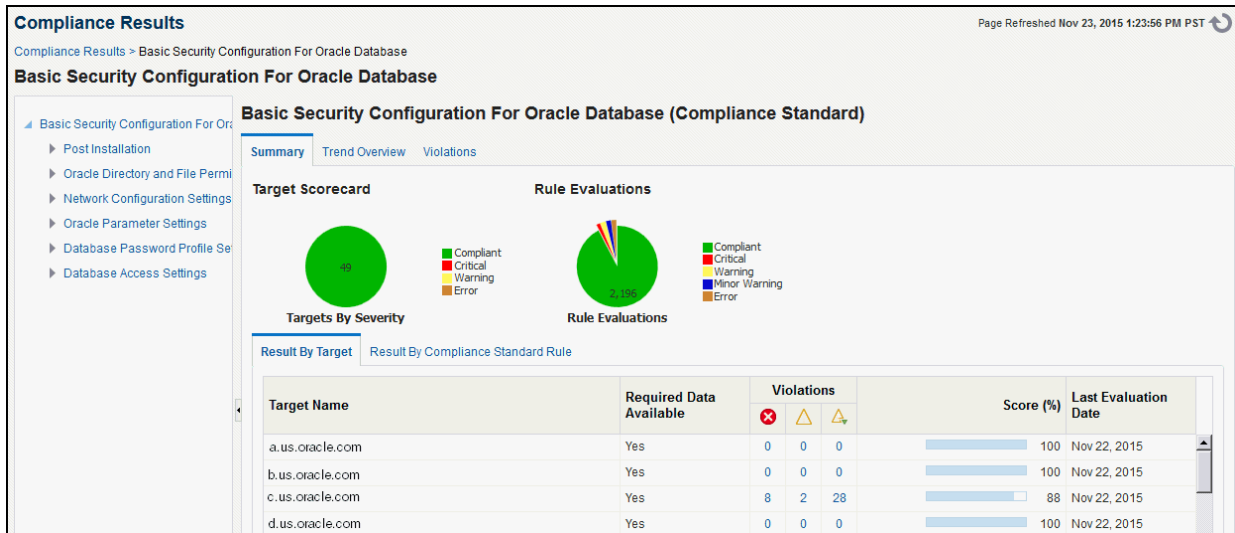 Compliance Results
Page Refreshed Nov 23, 2015 1:23:56 PM PST
Compliance Results > Basic Security Configuration For Oracle Database
Basic Security Configuration For Oracle Database
Basic Security Configuration For Ora
Post Installation
Oracle Directory and File Permi
Network Configuration Settings
Oracle Parameter Settings
Database Password Profile Set
Database Access Settings
Basic Security Configuration For Oracle Database (Compliance Standard)
Summary Trend Overview Violations
Target Scorecard
49
Compliant
Critical
Warning
Error
Targets By Severity
Rule Evaluations
2,196
Compliant
Critical
Warning
Minor Warning
Error
Rule Evaluations
Result By Target Result By Compliance Standard Rule
Target Name Required Data Available Violations Score (%) Last Evaluation Date
a.us.oracle.com Yes 0 0 0 100 Nov 22, 2015
b.us.oracle.com Yes 0 0 0 100 Nov 22, 2015
c.us.oracle.com Yes 8 2 28 88 Nov 22, 2015
d.us.oracle.com Yes 0 0 0 100 Nov 22, 2015